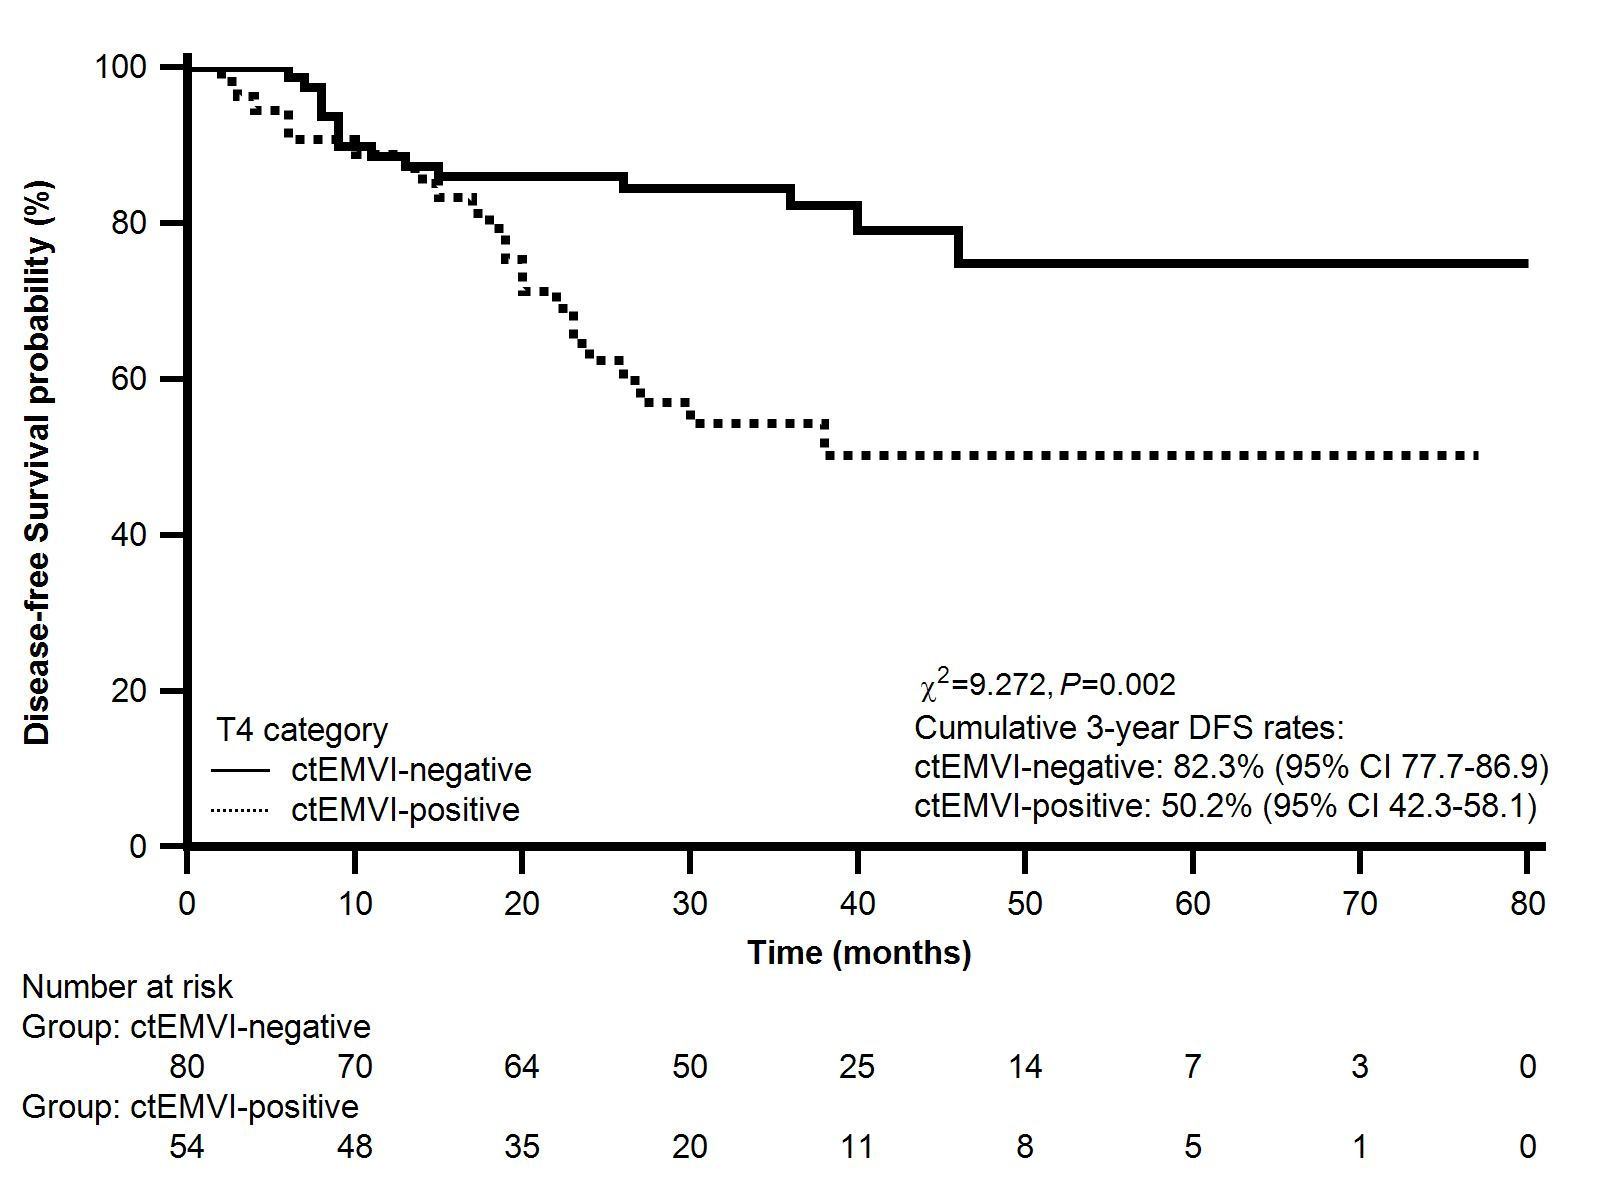 Disease-free Survival probability (%)
100
80
60
40
20
0
χ²=9.272, P=0.002
Cumulative 3-year DFS rates:
ctEMVI-negative: 82.3% (95% CI 77.7-86.9)
ctEMVI-positive: 50.2% (95% CI 42.3-58.1)
T4 category
ctEMVI-negative
ctEMVI-positive
0 10 20 30 40 50 60 70 80
Time (months)
Number at risk
Group: ctEMVI-negative
80 70 64 50 25 14 7 3 0
Group: ctEMVI-positive
54 48 35 20 11 8 5 1 0